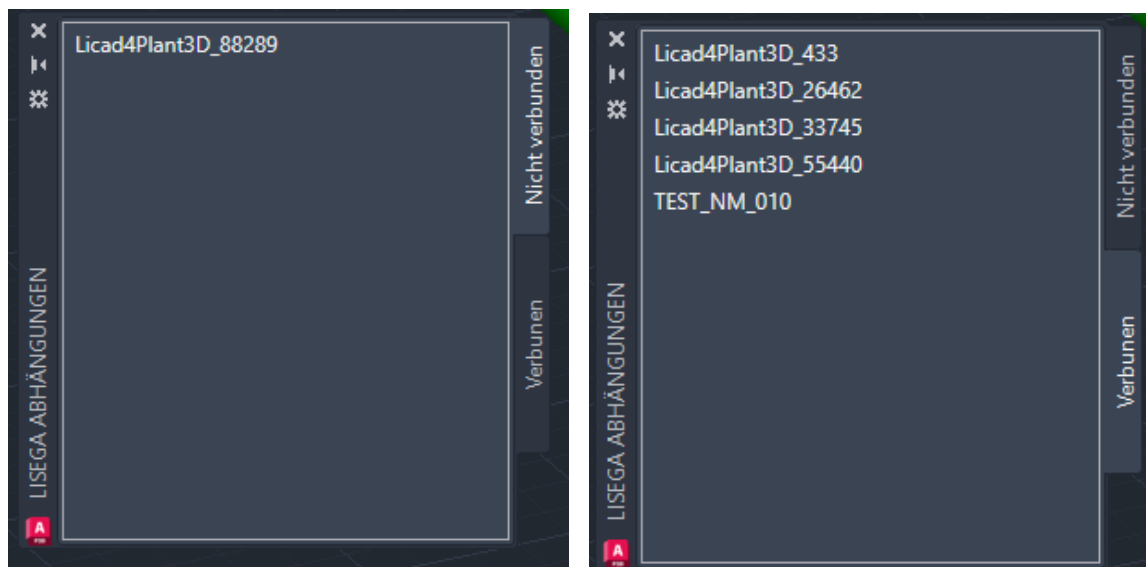 Licad4Plant3D_88289
Nicht verbunden
Verbunen
LISEGA ABHÄNGUNGEN
Licad4Plant3D_433
Licad4Plant3D_26462
Licad4Plant3D_33745
Licad4Plant3D_55440
TEST_NM_010
Nicht verbunden
Verbunen
LISEGA ABHÄNGUNGEN